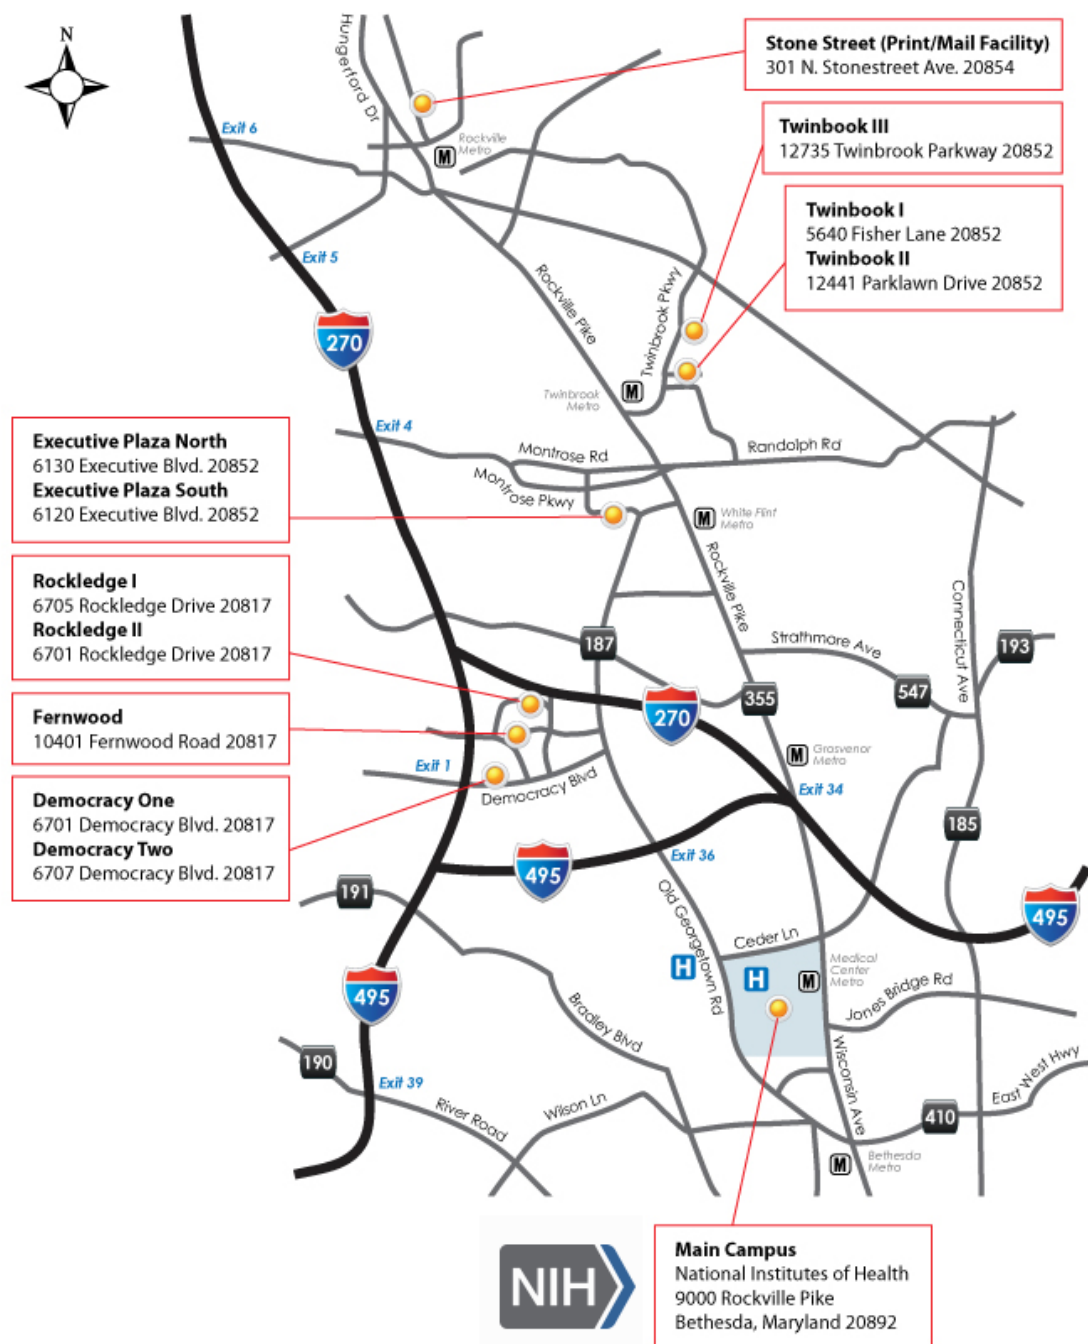 N
Hungerford Dr
Stone Street (Print/Mail Facility)
301 N. Stonestreet Ave. 20854
Exit 6
Rockville
Metro
M
Twinbook III
12735 Twinbrook Parkway 20852
Twinbook I
5640 Fisher Lane 20852
Twinbook II
12441 Parklawn Drive 20852
Exit 5
Rockville Pike
Twinbrook Pkwy
270
Twinbrook
Metro
M
Exit 4
Montrose Rd
Randolph Rd
Montrose Pkwy
Executive Plaza North
6130 Executive Blvd. 20852
Executive Plaza South
6120 Executive Blvd. 20852
M
White Flint
Metro
Rockville Pike
Rockledge I
6705 Rockledge Drive 20817
Rockledge II
6701 Rockledge Drive 20817
Connecticut Ave
187
Strathmore Ave
193
547
355
270
Fernwood
10401 Fernwood Road 20817
M
Grosvenor
Metro
Exit 1
Democracy Blvd
Exit 34
Democracy One
6701 Democracy Blvd. 20817
Democracy Two
6707 Democracy Blvd. 20817
185
Exit 36
495
191
Old Georgetown Rd
495
Ceder Ln
H
H
M
Medical
Center
Metro
495
Jones Bridge Rd
Bradley Blvd
Wisconsin Ave
190
Exit 39
River Road
Wilson Ln
East West Hwy
410
M
Bethesda
Metro
NIH
Main Campus
National Institutes of Health
9000 Rockville Pike
Bethesda, Maryland 20892